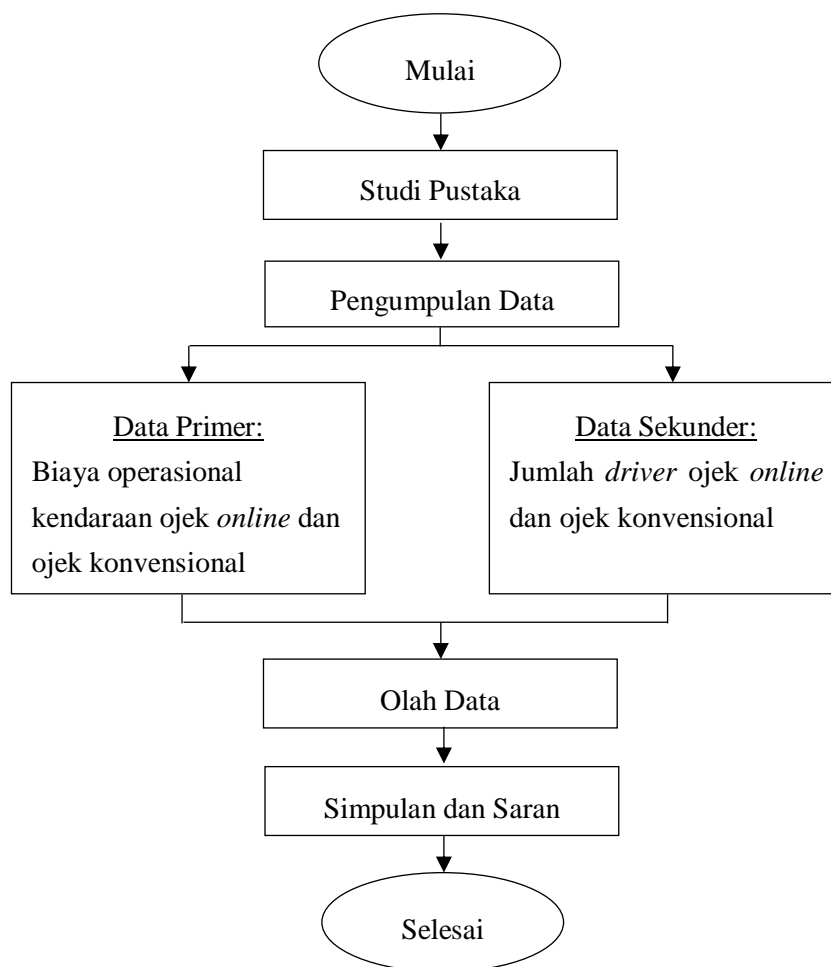 Mulai
Studi Pustaka
Pengumpulan Data
Data Primer:
Biaya operasional
kendaraan ojek online dan
ojek konvensional
Data Sekunder:
Jumlah driver ojek online
dan ojek konvensional
Olah Data
Simpulan dan Saran
Selesai